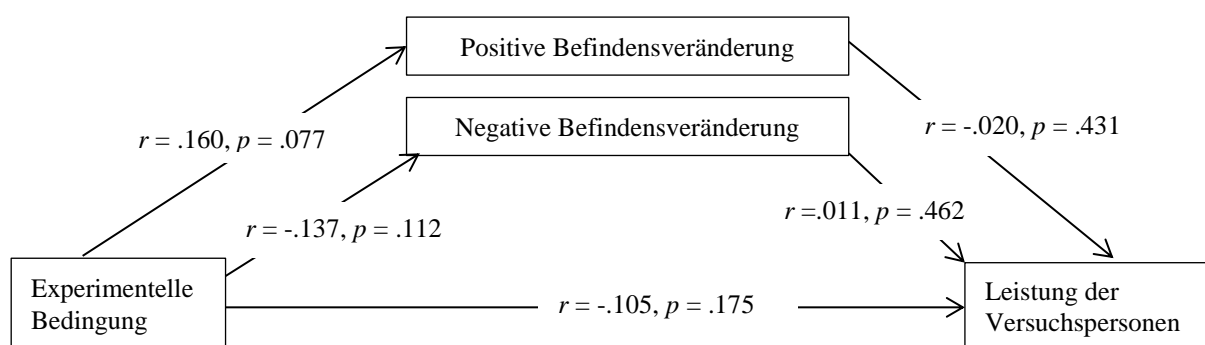 Positive Befindensveränderung
Negative Befindensveränderung
r = .160, p = .077
r = -.020, p = .431
r = -.137, p = .112
r =.011, p = .462
Experimentelle
Bedingung
r = -.105, p = .175
Leistung der
Versuchspersonen